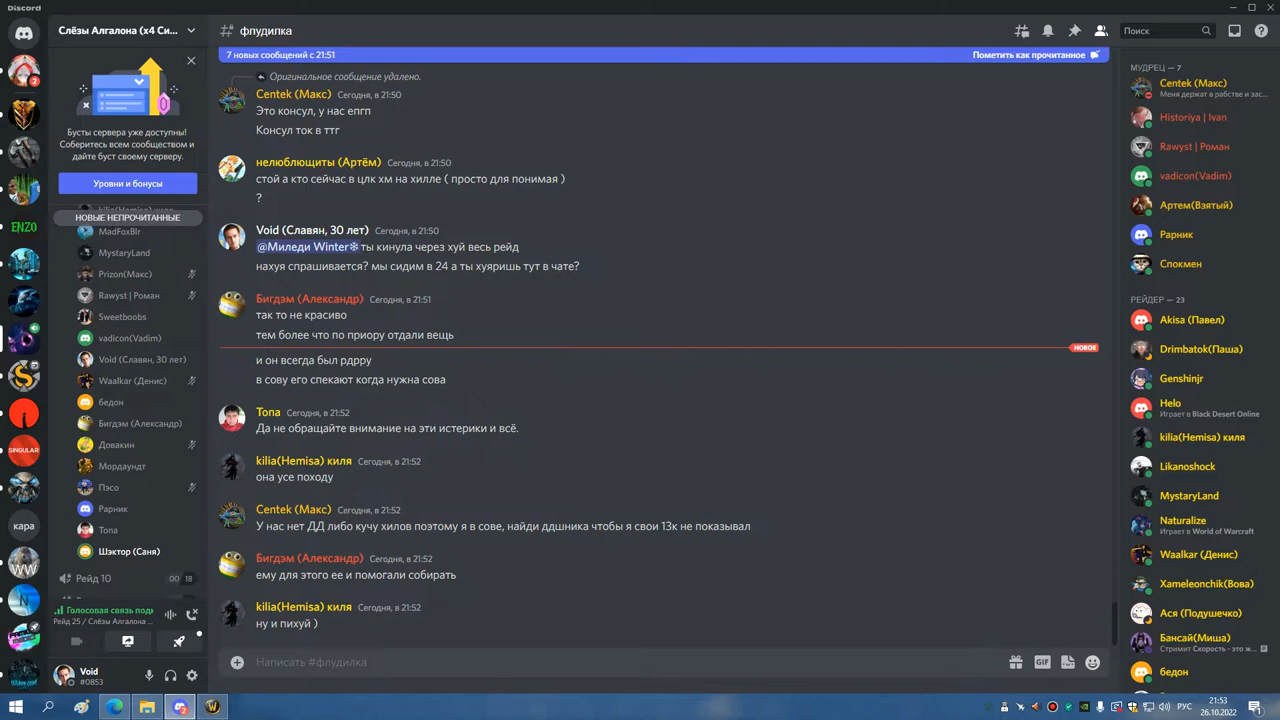 Discord
Слёзы Алгалона (x4 Си...
флудилка
Поиск
7 новых сообщений с 21:51
Пометить как прочитанное
Бусты сервера уже доступны!
Соберитесь всем сообществом и
дайте буст своему серверу.
Уровни и бонусы
НОВЫЕ НЕПРОЧИТАННЫЕ
MadFoxBlr
MystaryLand
Prizon(Макс)
Rawyst | Роман
Sweetboobs
vadicon(Vadim)
Void (Славян, 30 лет)
Waalkar (Денис)
бедон
Бигдэм (Александр)
Довакин
Мордаундт
Пэсо
Рарник
Топа
Шэктор (Саня)
Рейд 10
00 18
Голосовая связь подк
Рейд 25 / Слёзы Алгалона ...
Void
#0853
ENZO
SINGULAR
кара
Оригинальное сообщение удалено.
Centek (Макс) Сегодня, в 21:50
Это консул, у нас епгп
Консул ток в ттг
нелюблющиты (Артём) Сегодня, в 21:50
стой а кто сейчас в цлк хм на хилле ( просто для понимая )
?
Void (Славян, 30 лет) Сегодня, в 21:50
@Миледи Winter❄ ты кинула через хуй весь рейд
нахуя спрашивается? мы сидим в 24 а ты хуяришь тут в чате?
Бигдэм (Александр) Сегодня, в 21:51
так то не красиво
тем более что по приору отдали вещь
НОВОЕ
и он всегда был рдрру
в сову его спекают когда нужна сова
Топа Сегодня, в 21:52
Да не обращайте внимание на эти истерики и всё.
kilia(Hemisa) киля Сегодня, в 21:52
она усе походу
Centek (Макс) Сегодня, в 21:52
У нас нет ДД либо кучу хилов поэтому я в сове, найди ддшника чтобы я свои 13к не показывал
Бигдэм (Александр) Сегодня, в 21:52
ему для этого ее и помогали собирать
kilia(Hemisa) киля Сегодня, в 21:52
ну и пихуй )
Написать #флудилка
GIF
МУДРЕЦ — 7
Centek (Макс)
Меня держат в рабстве и зас...
Historiya | Ivan
Rawyst | Роман
vadicon(Vadim)
Артем(Взятый)
Рарник
Спокмен
РЕЙДЕР — 23
Akisa (Павел)
Drimbatok(Паша)
Genshinjr
Helo
Играет в Black Desert Online
kilia(Hemisa) киля
Likanoshock
MystaryLand
Naturalize
Играет в World of Warcraft
Waalkar (Денис)
Xameleonchik(Вова)
Ася (Подушечко)
Бансай(Миша)
Стримит Скорость - это ж...
бедон
РУС
21:53
26.10.2022